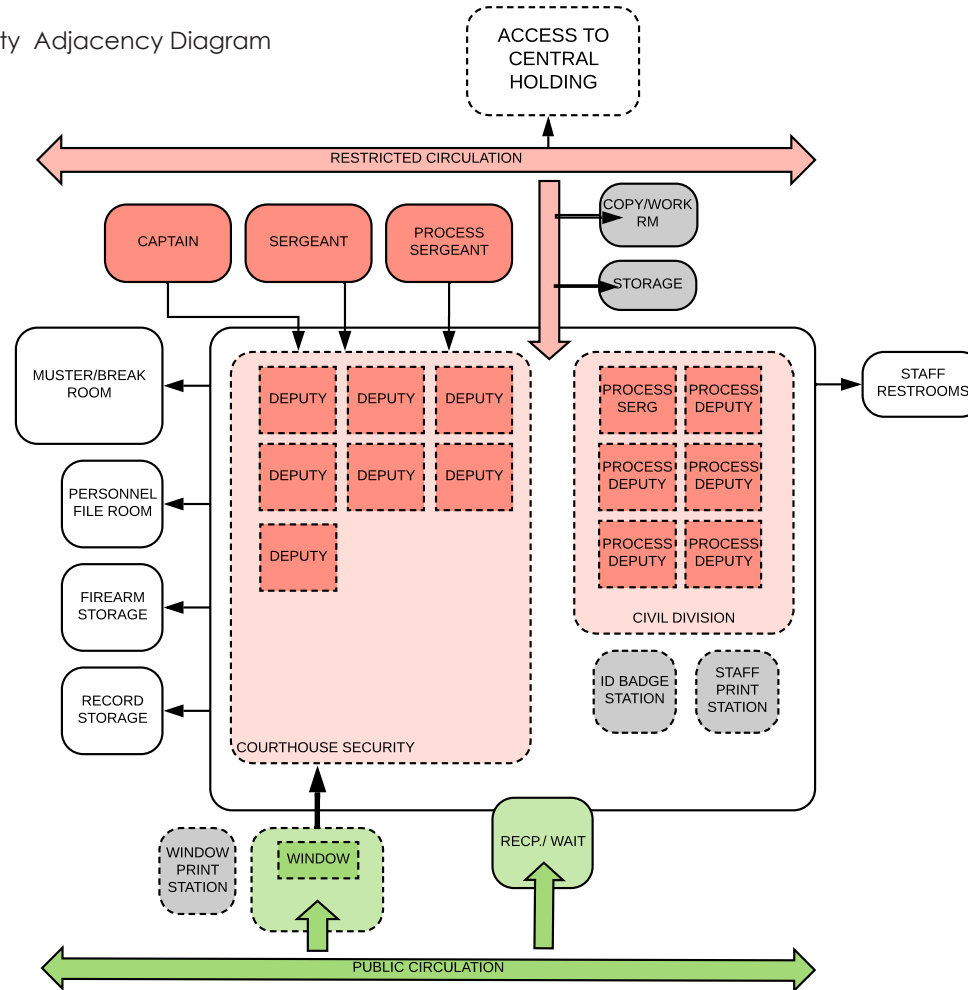 ty Adjacency Diagram
ACCESS TO
CENTRAL
HOLDING
RESTRICTED CIRCULATION
COPY/WORK
RM
STORAGE
CAPTAIN
SERGEANT
PROCESS
SERGEANT
MUSTER/BREAK
ROOM
PERSONNEL
FILE ROOM
FIREARM
STORAGE
RECORD
STORAGE
DEPUTY
DEPUTY
DEPUTY
DEPUTY
DEPUTY
DEPUTY
DEPUTY
COURTHOUSE SECURITY
PROCESS
SERG
PROCESS
DEPUTY
PROCESS
DEPUTY
PROCESS
DEPUTY
PROCESS
DEPUTY
PROCESS
DEPUTY
CIVIL DIVISION
ID BADGE
STATION
STAFF
PRINT
STATION
STAFF
RESTROOMS
WINDOW
PRINT
STATION
WINDOW
RECP./ WAIT
PUBLIC CIRCULATION